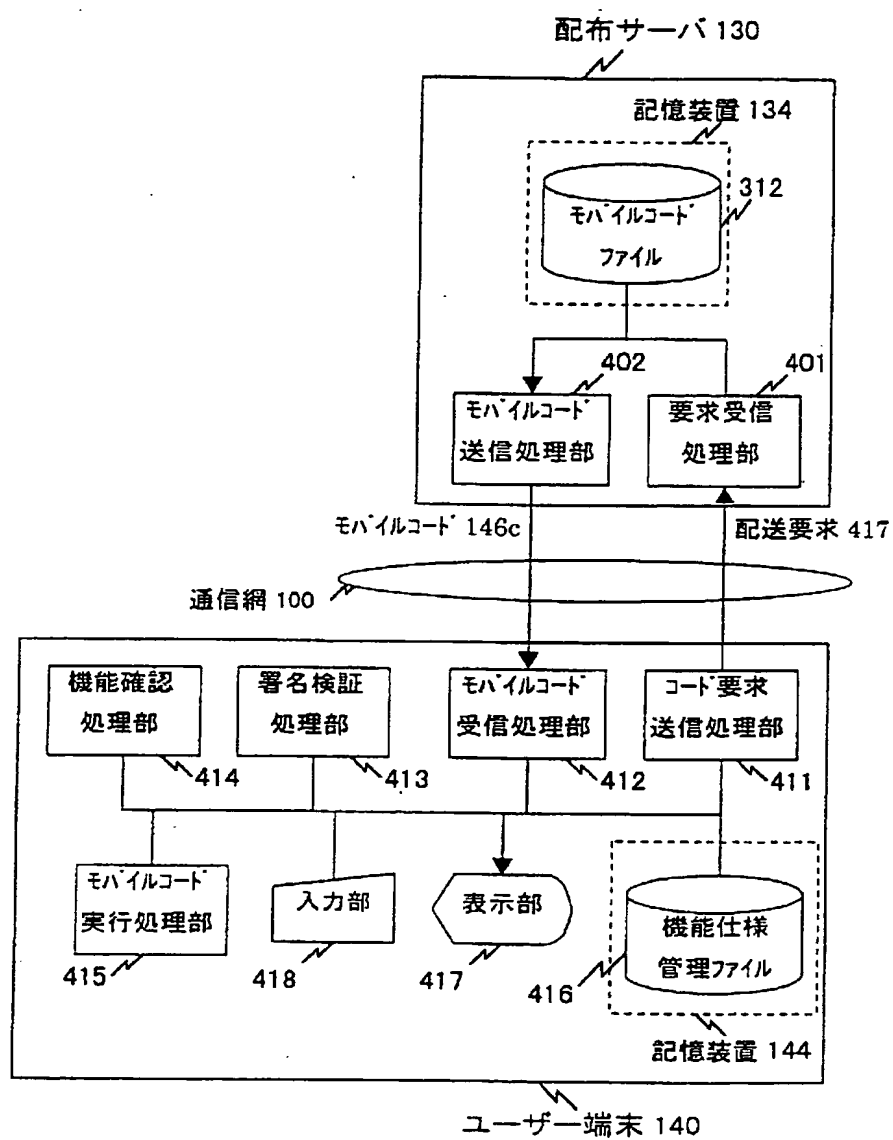 配布サーバ 130
記憶装置 134
312
モバイルコード
ファイル
402
401
モバイルコード
送信処理部
要求受信
処理部
モバイルコード 146c
配送要求 417
通信網 100
機能確認
処理部
署名検証
処理部
モバイルコード
受信処理部
コード要求
送信処理部
414
413
412
411
モバイルコード
実行処理部
入力部
表示部
機能仕様
管理ファイル
415
418
417
416
記憶装置 144
ユーザー端末 140